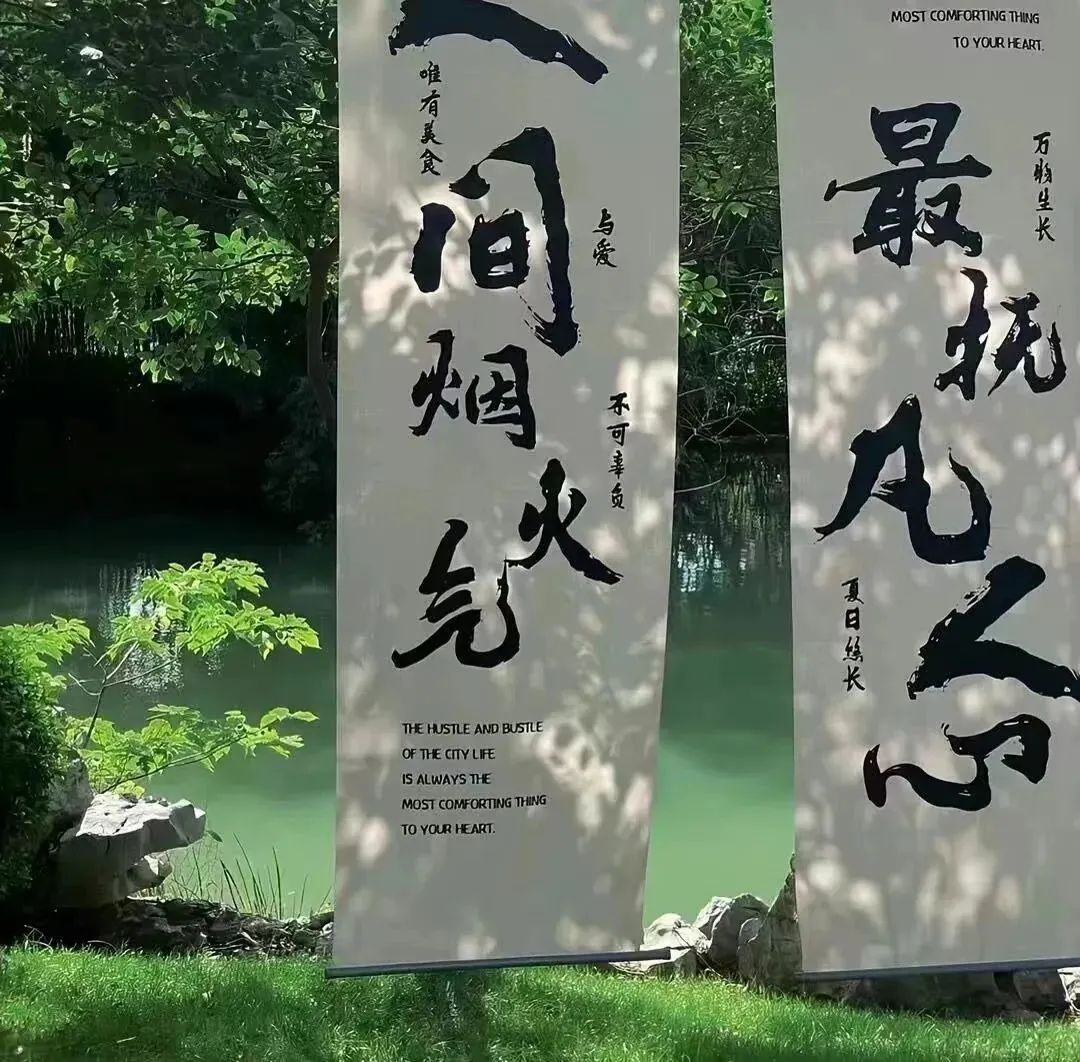 人间烟火气
唯有美食
与爱
不可辜负
THE HUSTLE AND BUSTLE
OF THE CITY LIFE
IS ALWAYS THE
MOST COMFORTING THING
TO YOUR HEART.
MOST COMFORTING THING
TO YOUR HEART.
最抚凡人心
万物生长
夏日悠长